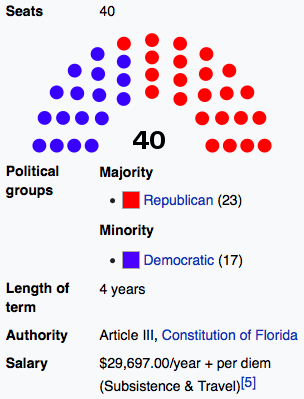 Seats 40
40
Political groups
Majority
• Republican (23)
Minority
• Democratic (17)
Length of term
4 years
Authority Article III, Constitution of Florida
Salary $29,697.00/year + per diem
(Subsistence & Travel)[5]